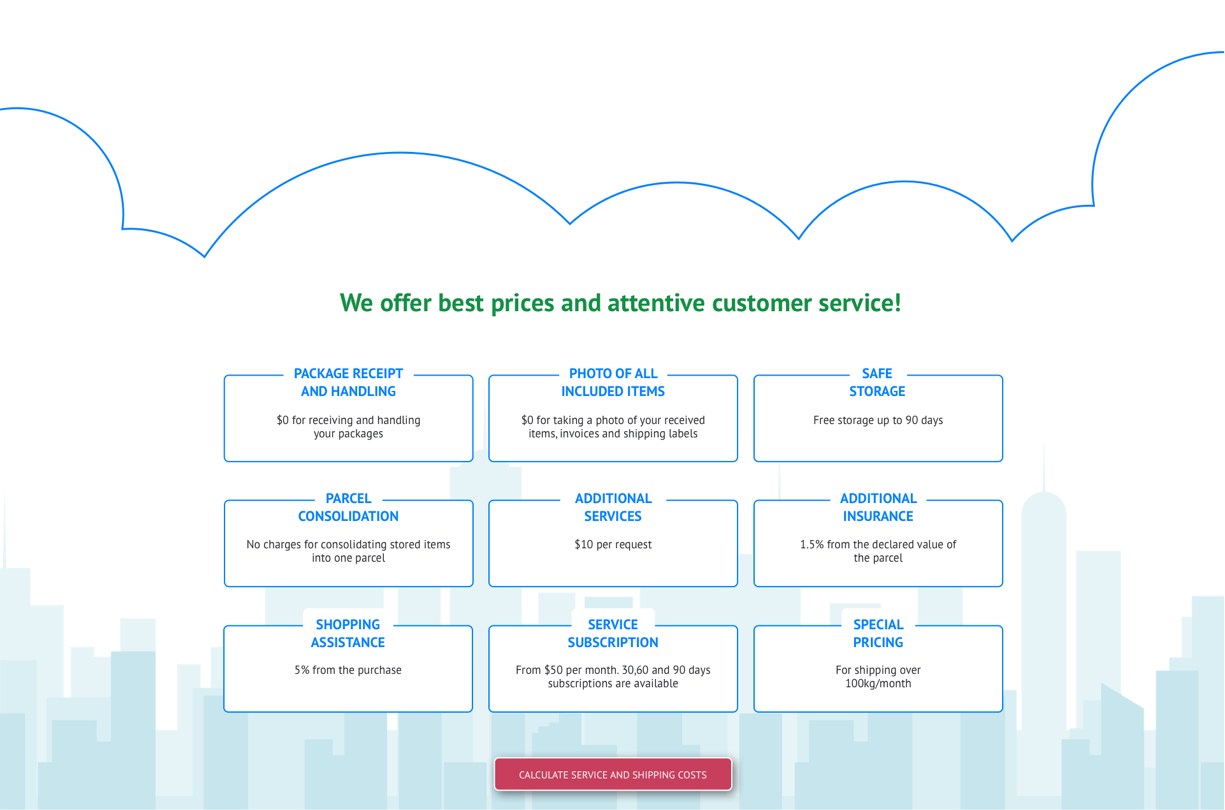 We offer best prices and attentive customer service!
PACKAGE RECEIPT
AND HANDLING
$0 for receiving and handling
your packages
PHOTO OF ALL
INCLUDED ITEMS
$0 for taking a photo of your received
items, invoices and shipping labels
SAFE
STORAGE
Free storage up to 90 days
PARCEL
CONSOLIDATION
No charges for consolidating stored items
into one parcel
ADDITIONAL
SERVICES
$10 per request
ADDITIONAL
INSURANCE
1.5% from the declared value of
the parcel
SHOPPING
ASSISTANCE
5% from the purchase
SERVICE
SUBSCRIPTION
From $50 per month. 30,60 and 90 days
subscriptions are available
SPECIAL
PRICING
For shipping over
100kg/month
CALCULATE SERVICE AND SHIPPING COSTS